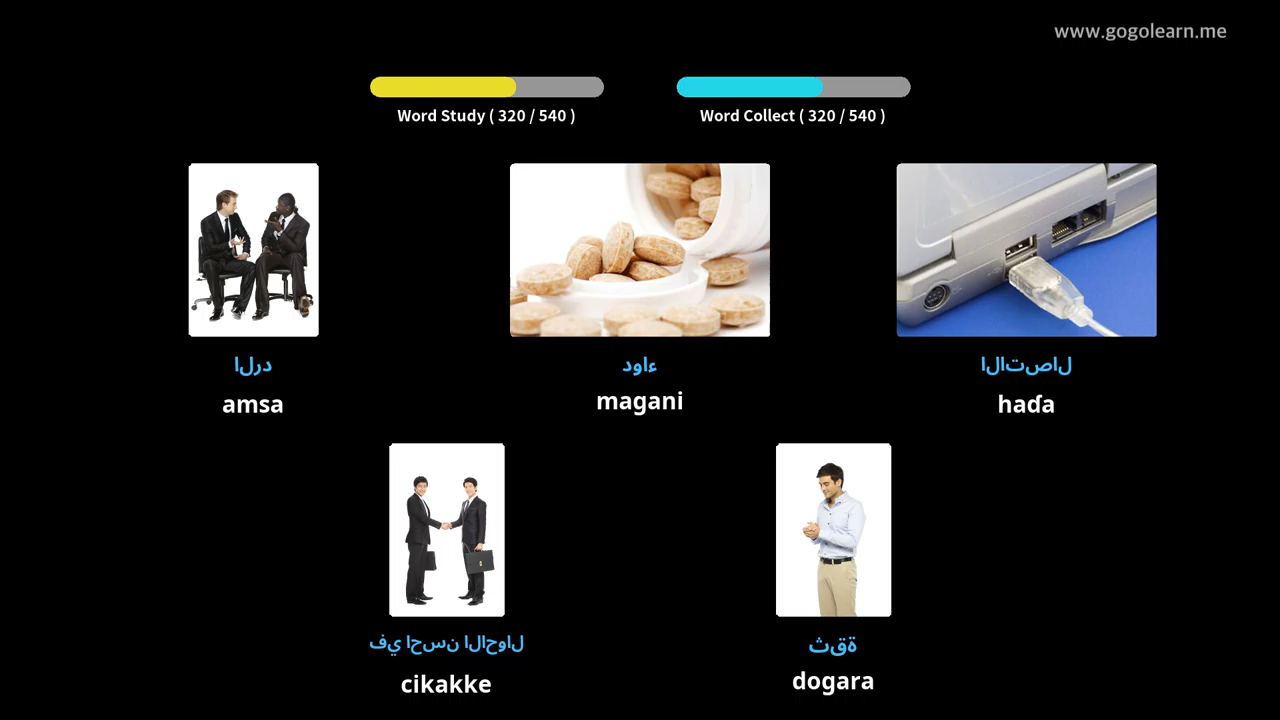 www.gogolearn.me
Word Study ( 320 / 540 )
Word Collect ( 320 / 540 )
الرد
amsa
دواء
magani
الاتصال
haɗa
في احسن الاحوال
cikakke
ثقة
dogara